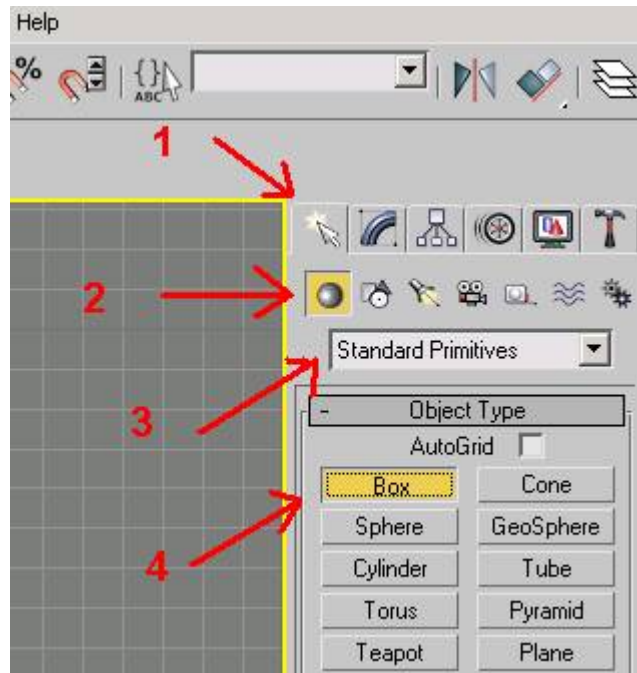 Help
%
{}
ABC
1
2
Standard Primitives
3
- Object Type
AutoGrid
Box Cone
Sphere GeoSphere
4
Cylinder Tube
Torus Pyramid
Teapot Plane